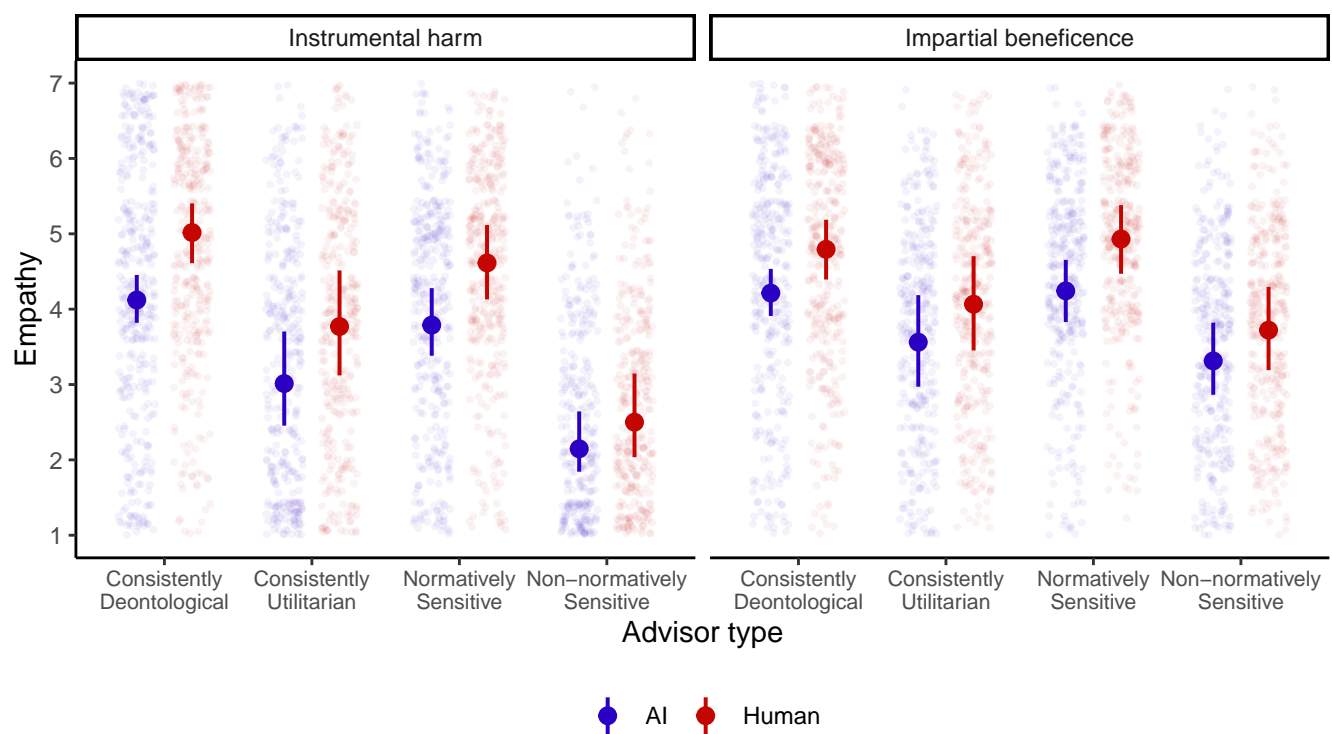 Instrumental harm
Impartial beneficence
Empathy
7
6
5
4
3
2
1
Consistently Deontological
Consistently Utilitarian
Normatively Sensitive
Non−normatively Sensitive
Consistently Deontological
Consistently Utilitarian
Normatively Sensitive
Non−normatively Sensitive
Advisor type
AI
Human